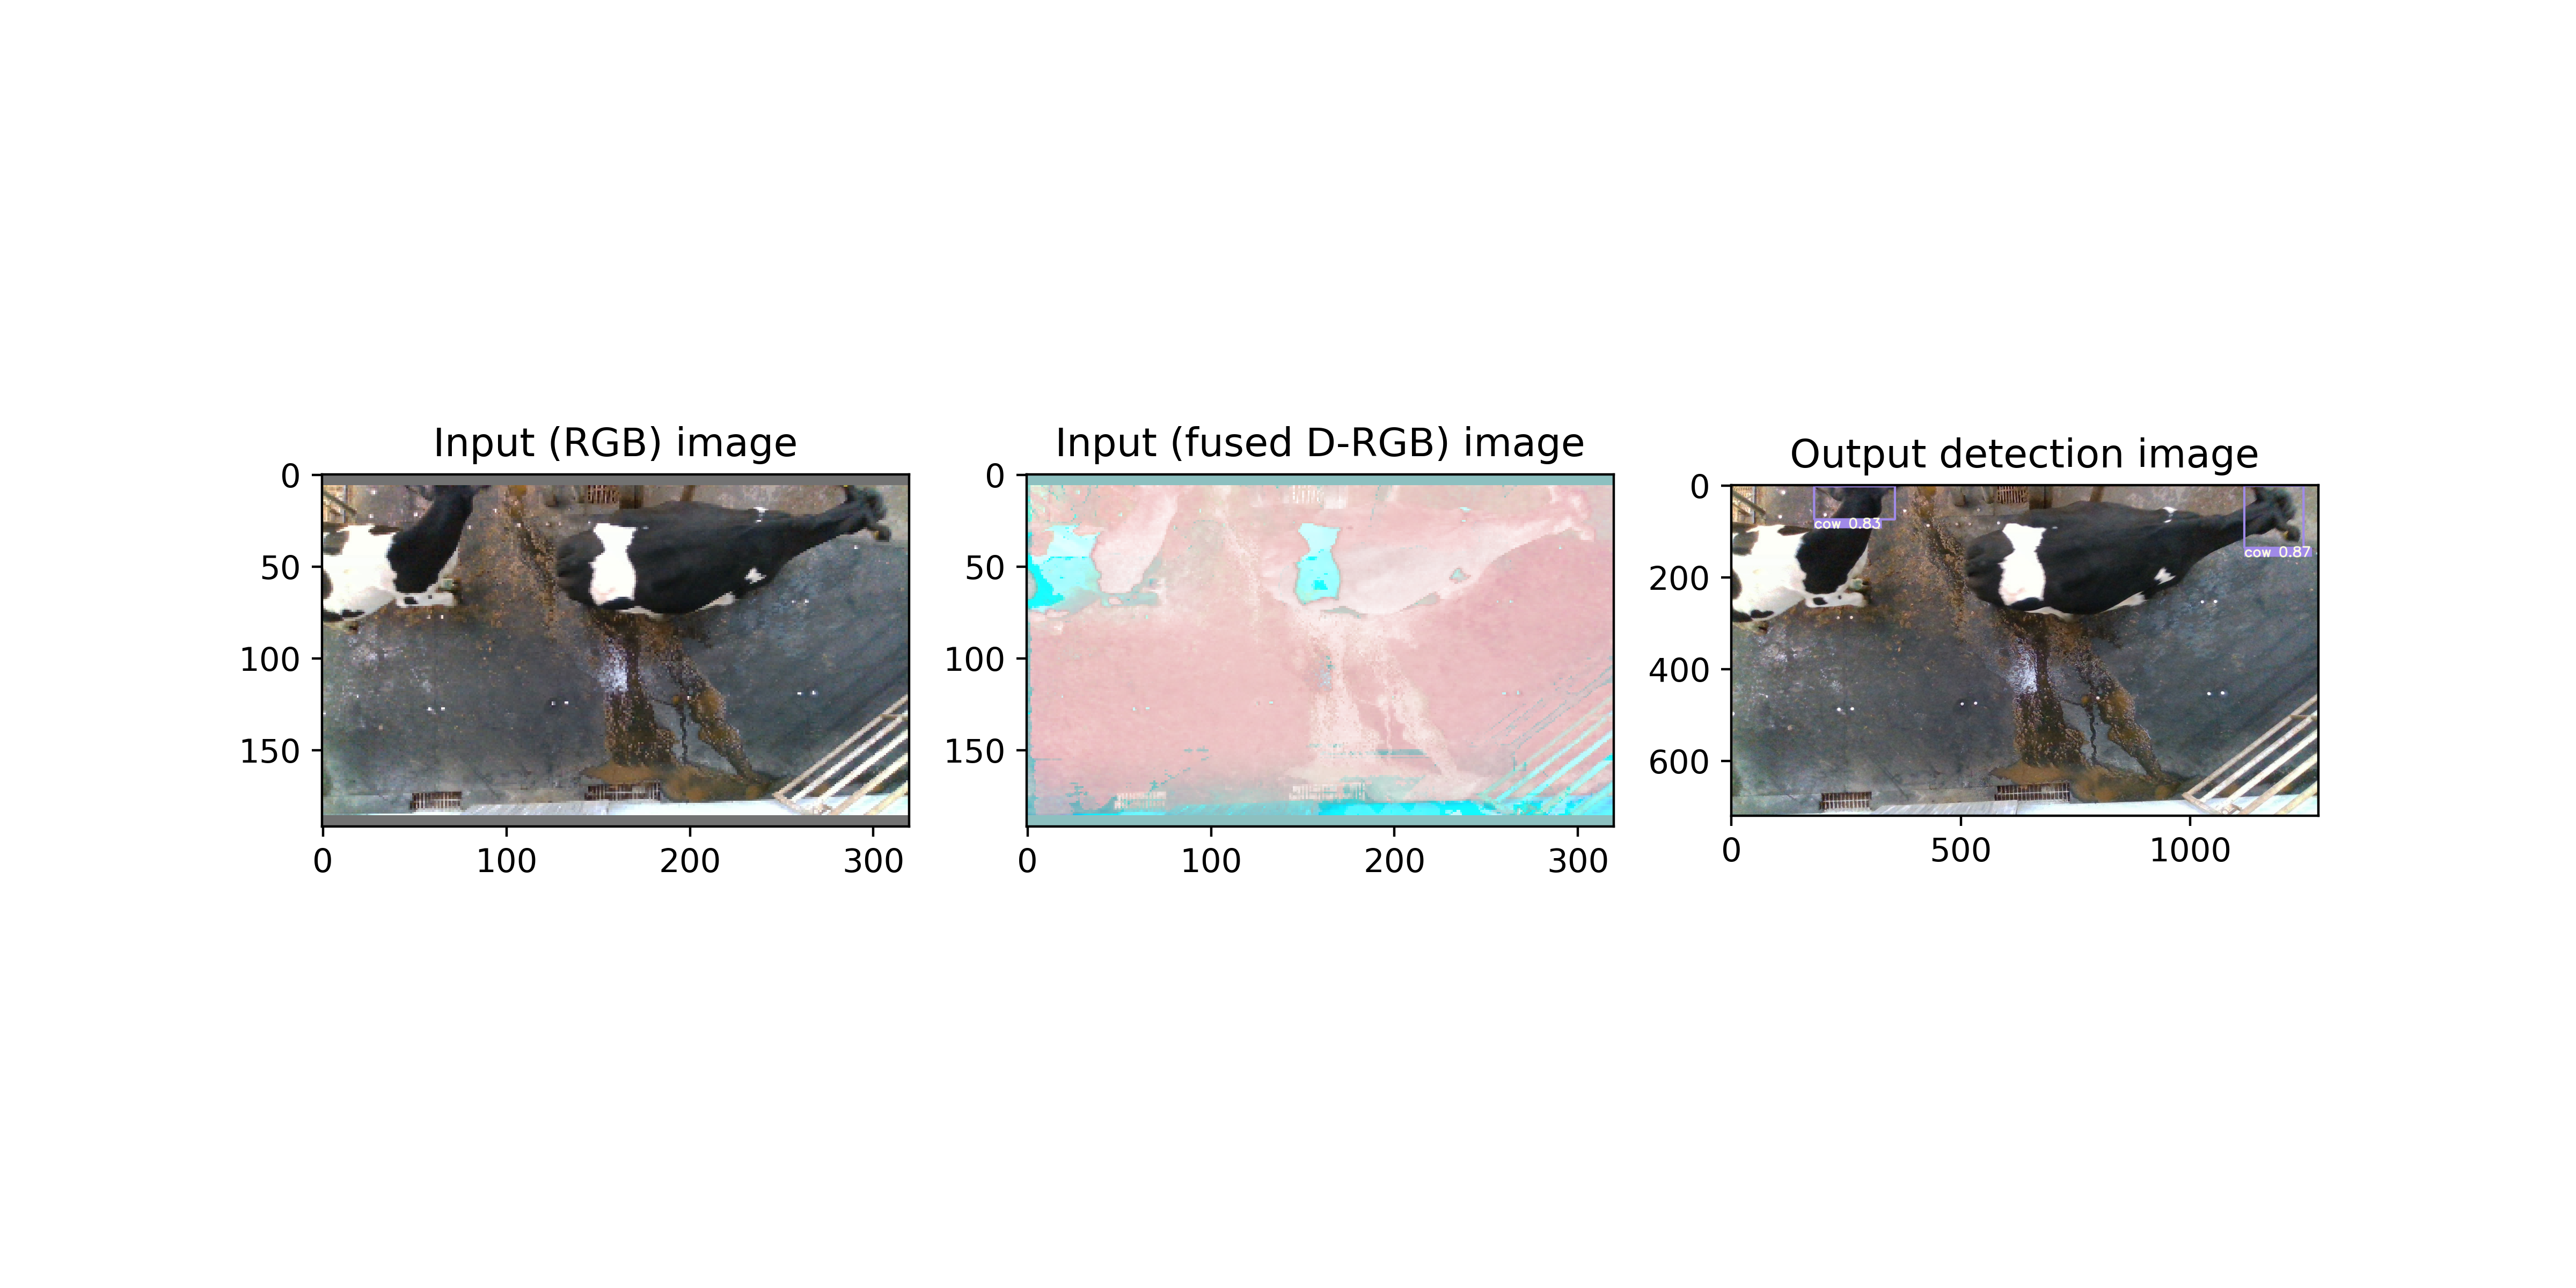 Input (RGB) image
0
50
100
150
0 100 200 300
Input (fused D-RGB) image
0
50
100
150
0 100 200 300
Output detection image
0
200
400
600
0 500 1000
cow 0.83
cow 0.87